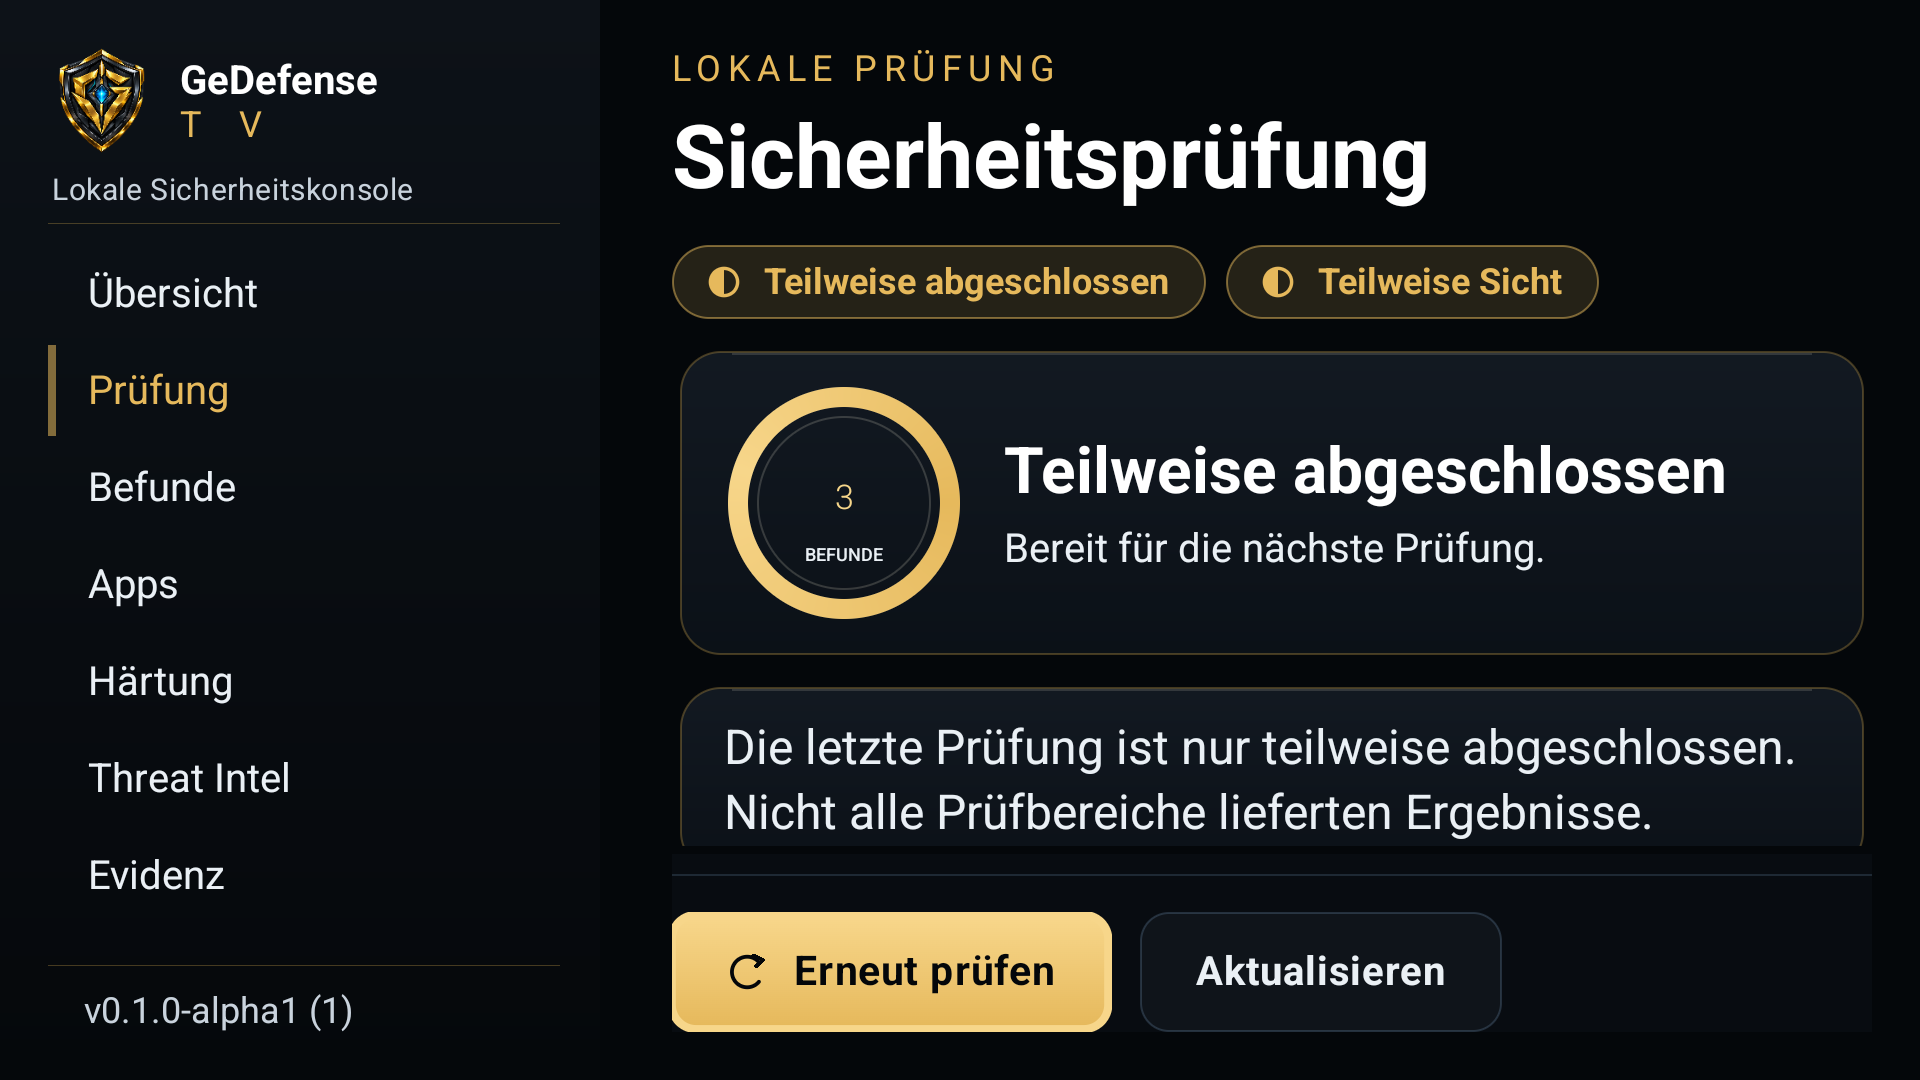 GeDefense
T V
Lokale Sicherheitskonsole
Übersicht
Prüfung
Befunde
Apps
Härtung
Threat Intel
Evidenz
v0.1.0-alpha1 (1)
LOKALE PRÜFUNG
Sicherheitsprüfung
Teilweise abgeschlossen
Teilweise Sicht
3
BEFUNDE
Teilweise abgeschlossen
Bereit für die nächste Prüfung.
Die letzte Prüfung ist nur teilweise abgeschlossen.
Nicht alle Prüfbereiche lieferten Ergebnisse.
Erneut prüfen
Aktualisieren